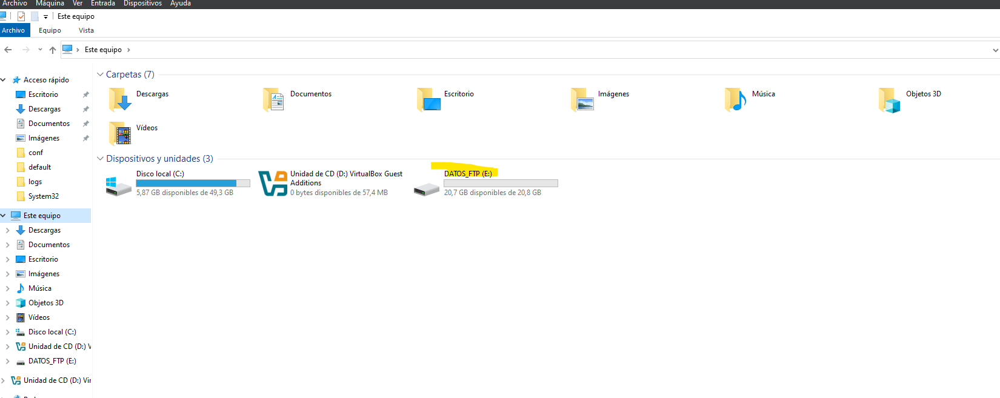 Archivo Máquina Ver Entrada Dispositivos Ayuda
Este equipo
Archivo Equipo Vista
Este equipo
Acceso rápido
Escritorio
Descargas
Documentos
Imágenes
conf
default
logs
System32
Este equipo
Descargas
Documentos
Escritorio
Imágenes
Música
Objetos 3D
Vídeos
Disco local (C:)
Unidad de CD (D:) V
DATOS_FTP (E:)
Unidad de CD (D:) Vir
Carpetas (7)
Descargas
Documentos
Escritorio
Imágenes
Música
Objetos 3D
Vídeos
Dispositivos y unidades (3)
Disco local (C:)
5,87 GB disponibles de 49,3 GB
Unidad de CD (D:) VirtualBox Guest
Additions
0 bytes disponibles de 57,4 MB
DATOS_FTP (E:)
20,7 GB disponibles de 20,8 GB